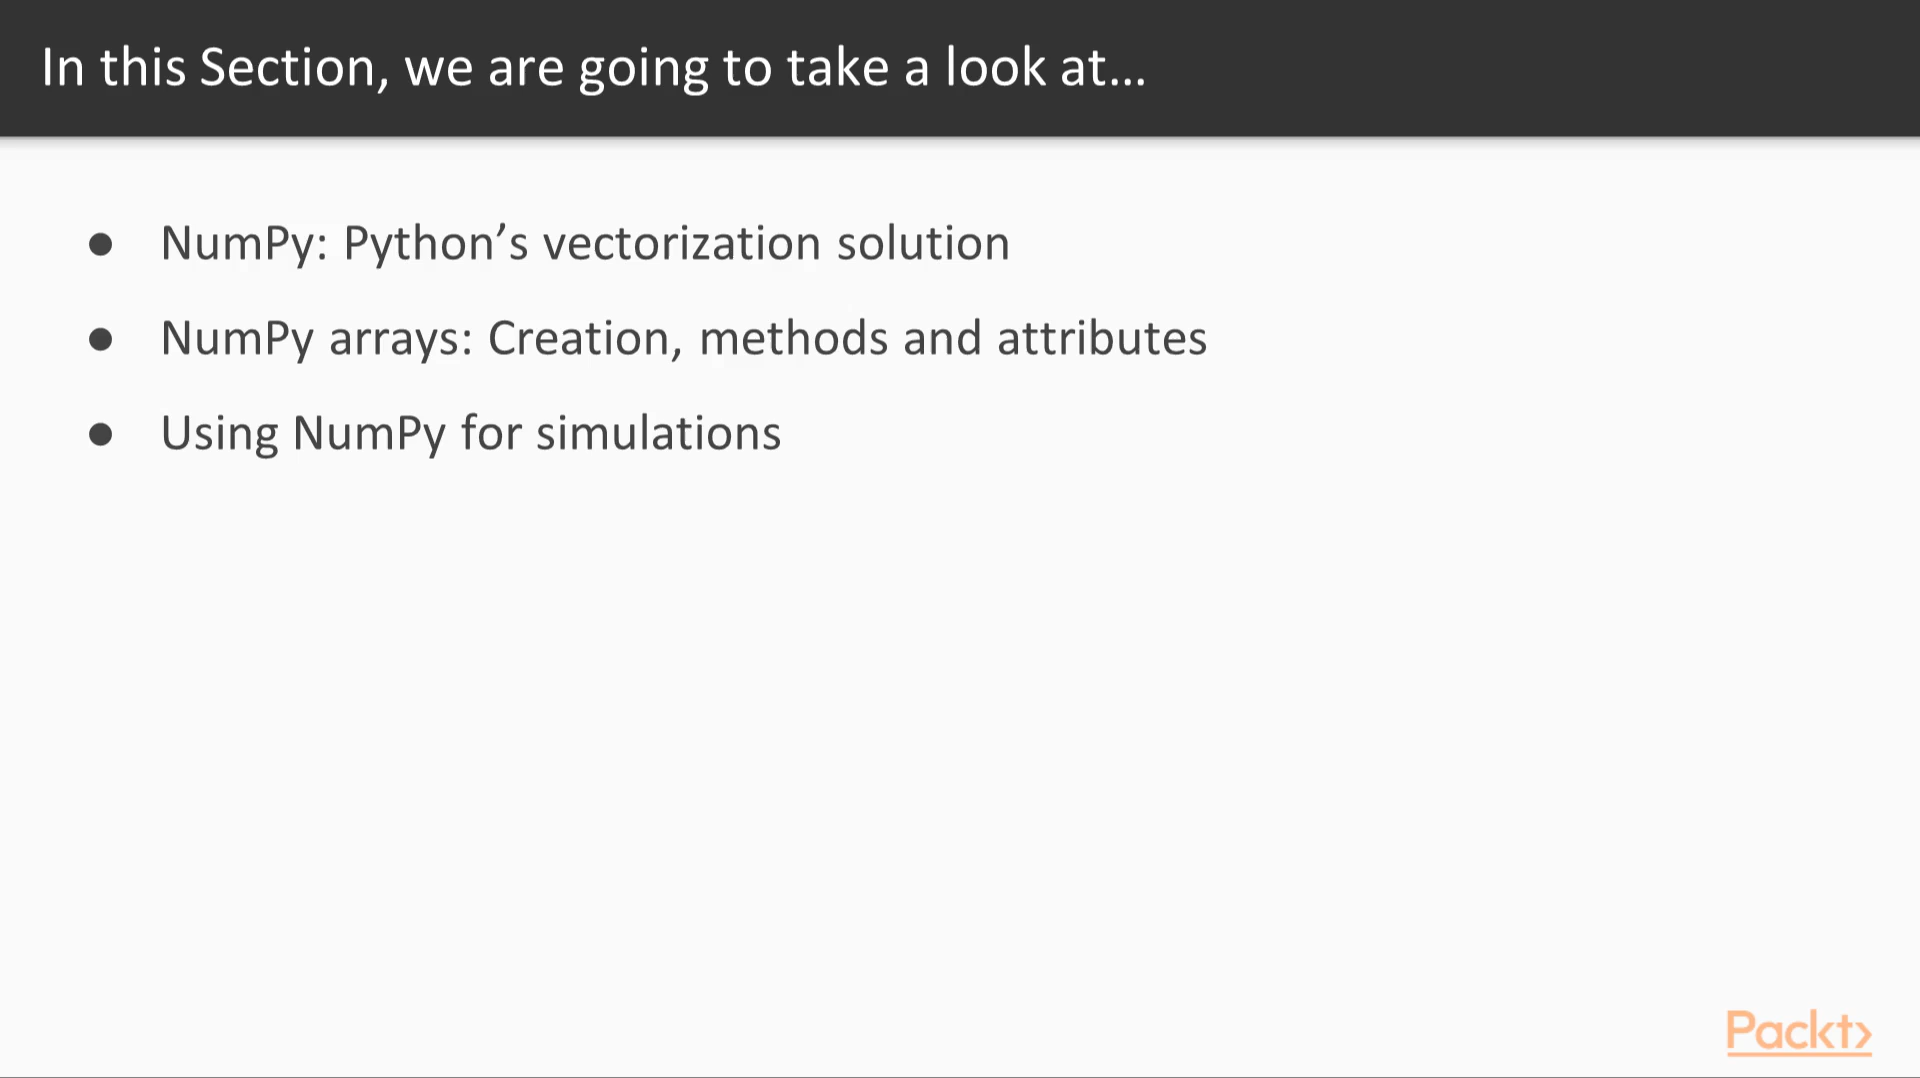 In this Section, we are going to take a look at...
● NumPy: Python’s vectorization solution
● NumPy arrays: Creation, methods and attributes
● Using NumPy for simulations
Packt>